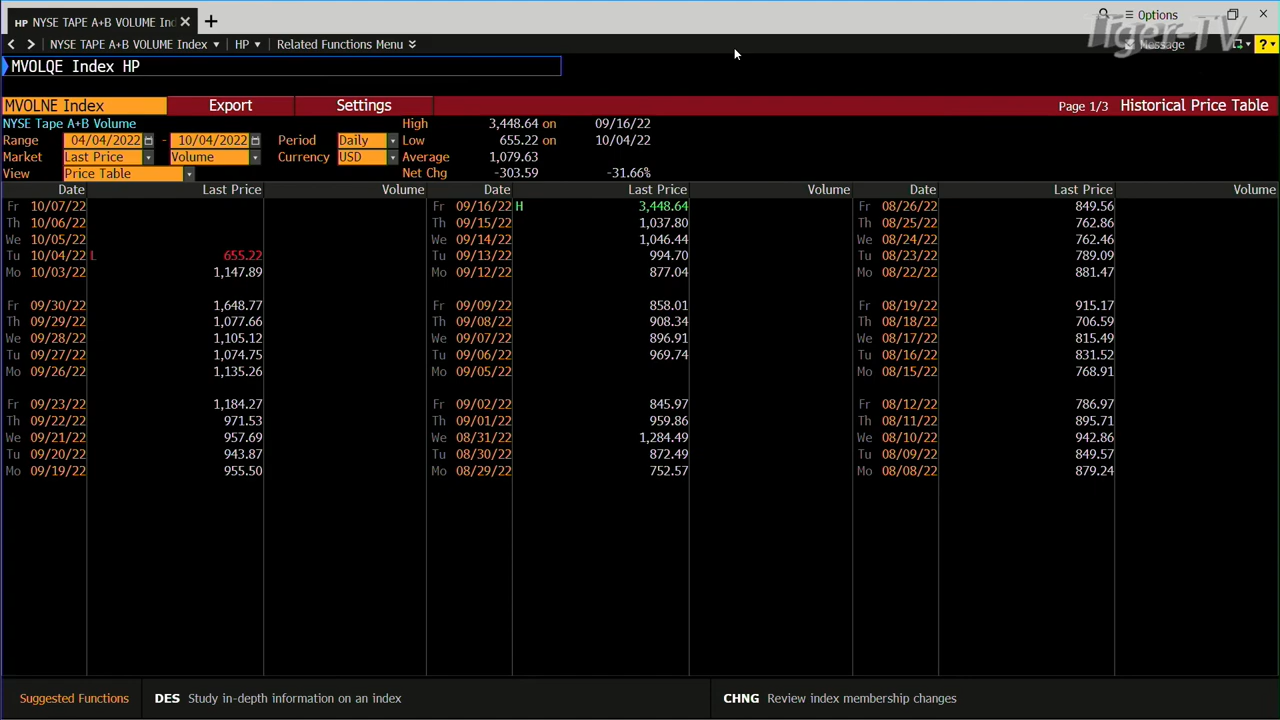 HP NYSE TAPE A+B VOLUME Ind
Options
Tiger-TV
NYSE TAPE A+B VOLUME Index HP Related Functions Menu
Message ?
MVOLQE Index HP
MVOLNE Index Export Settings Page 1/3 Historical Price Table
NYSE Tape A+B Volume High 3,448.64 on 09/16/22
Range 04/04/2022 - 10/04/2022 Period Daily Low 655.22 on 10/04/22
Market Last Price Volume Currency USD Average 1,079.63
View Price Table Net Chg -303.59 -31.66%
Date Last Price Volume Date Last Price Volume Date Last Price Volume
Fr 10/07/22 Fr 09/16/22 H 3,448.64 Fr 08/26/22 849.56
Th 10/06/22 Th 09/15/22 1,037.80 Th 08/25/22 762.86
We 10/05/22 We 09/14/22 1,046.44 We 08/24/22 762.46
Tu 10/04/22 L 655.22 Tu 09/13/22 994.70 Tu 08/23/22 789.09
Mo 10/03/22 1,147.89 Mo 09/12/22 877.04 Mo 08/22/22 881.47
Fr 09/30/22 1,648.77 Fr 09/09/22 858.01 Fr 08/19/22 915.17
Th 09/29/22 1,077.66 Th 09/08/22 908.34 Th 08/18/22 706.59
We 09/28/22 1,105.12 We 09/07/22 896.91 We 08/17/22 815.49
Tu 09/27/22 1,074.75 Tu 09/06/22 969.74 Tu 08/16/22 831.52
Mo 09/26/22 1,135.26 Mo 09/05/22 Mo 08/15/22 768.91
Fr 09/23/22 1,184.27 Fr 09/02/22 845.97 Fr 08/12/22 786.97
Th 09/22/22 971.53 Th 09/01/22 959.86 Th 08/11/22 895.71
We 09/21/22 957.69 We 08/31/22 1,284.49 We 08/10/22 942.86
Tu 09/20/22 943.87 Tu 08/30/22 872.49 Tu 08/09/22 849.57
Mo 09/19/22 955.50 Mo 08/29/22 752.57 Mo 08/08/22 879.24
Suggested Functions DES Study in-depth information on an index CHNG Review index membership changes